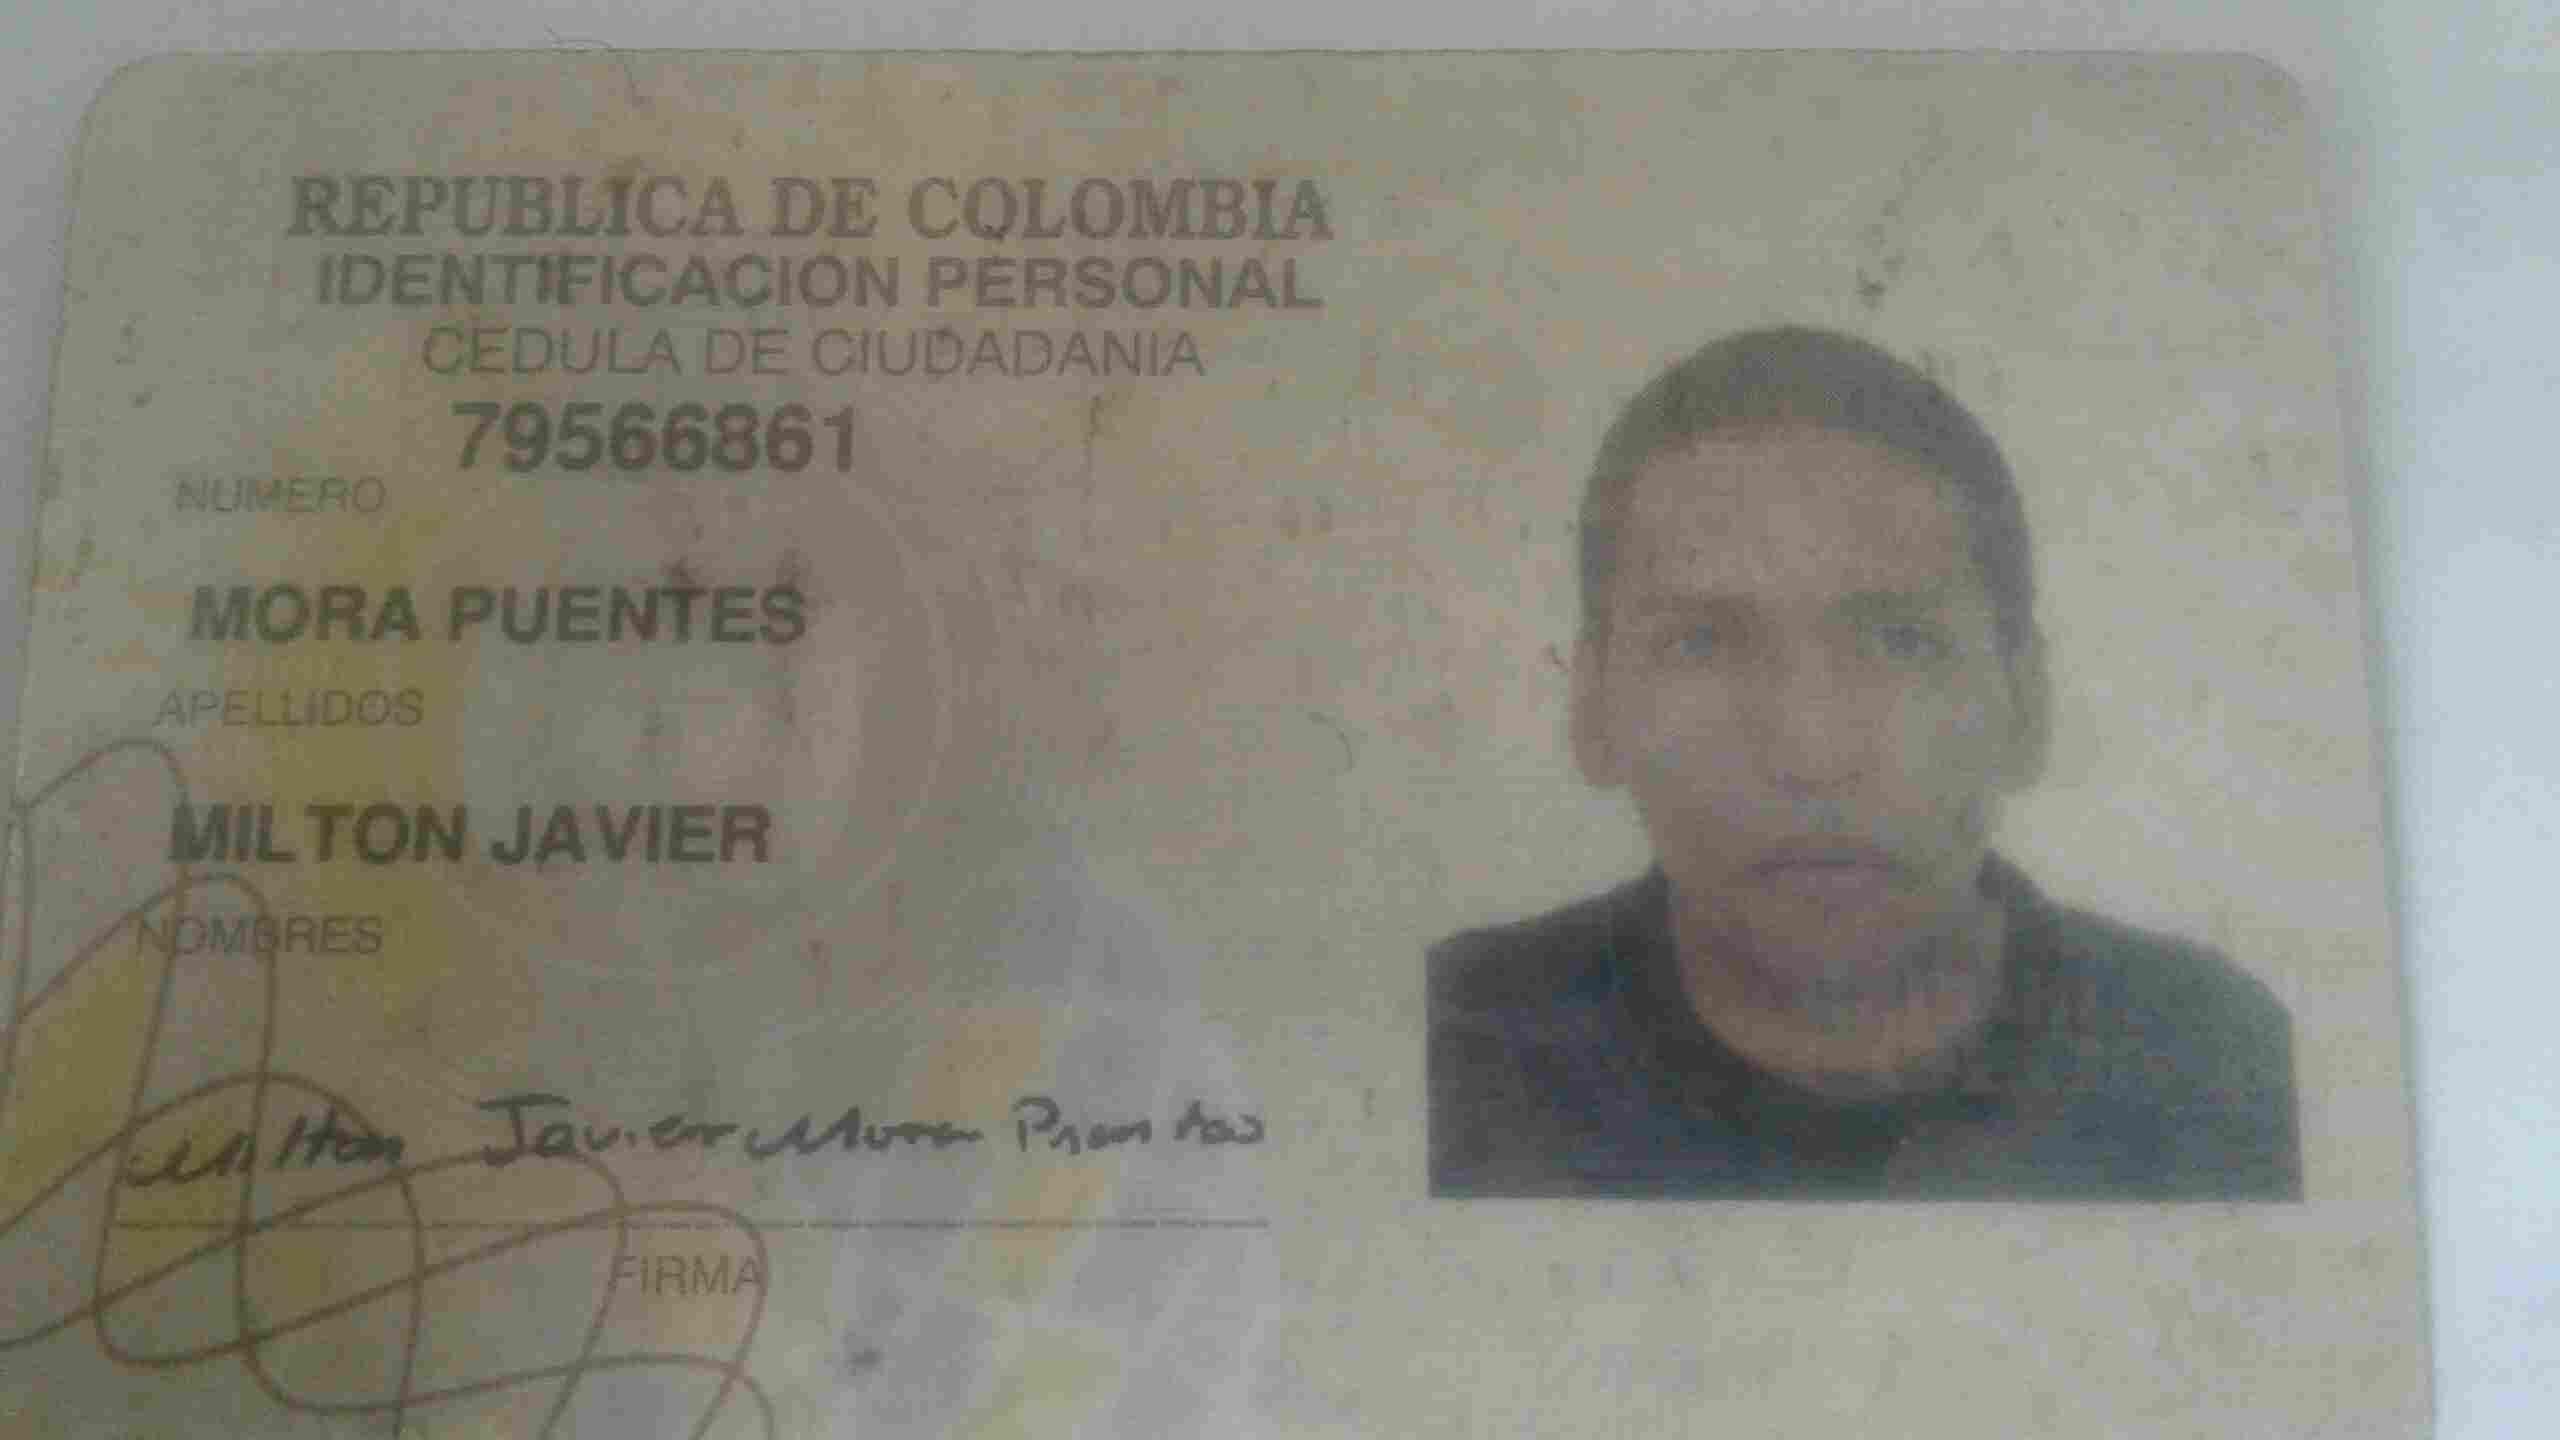 REPUBLICA DE COLOMBIA
IDENTIFICACION PERSONAL
CEDULA DE CIUDADANIA
79566861
NUMERO
MORA PUENTES
APELLIDOS
MILTON JAVIER
NOMBRES
Milton Javier Mora Puentes
FIRMA